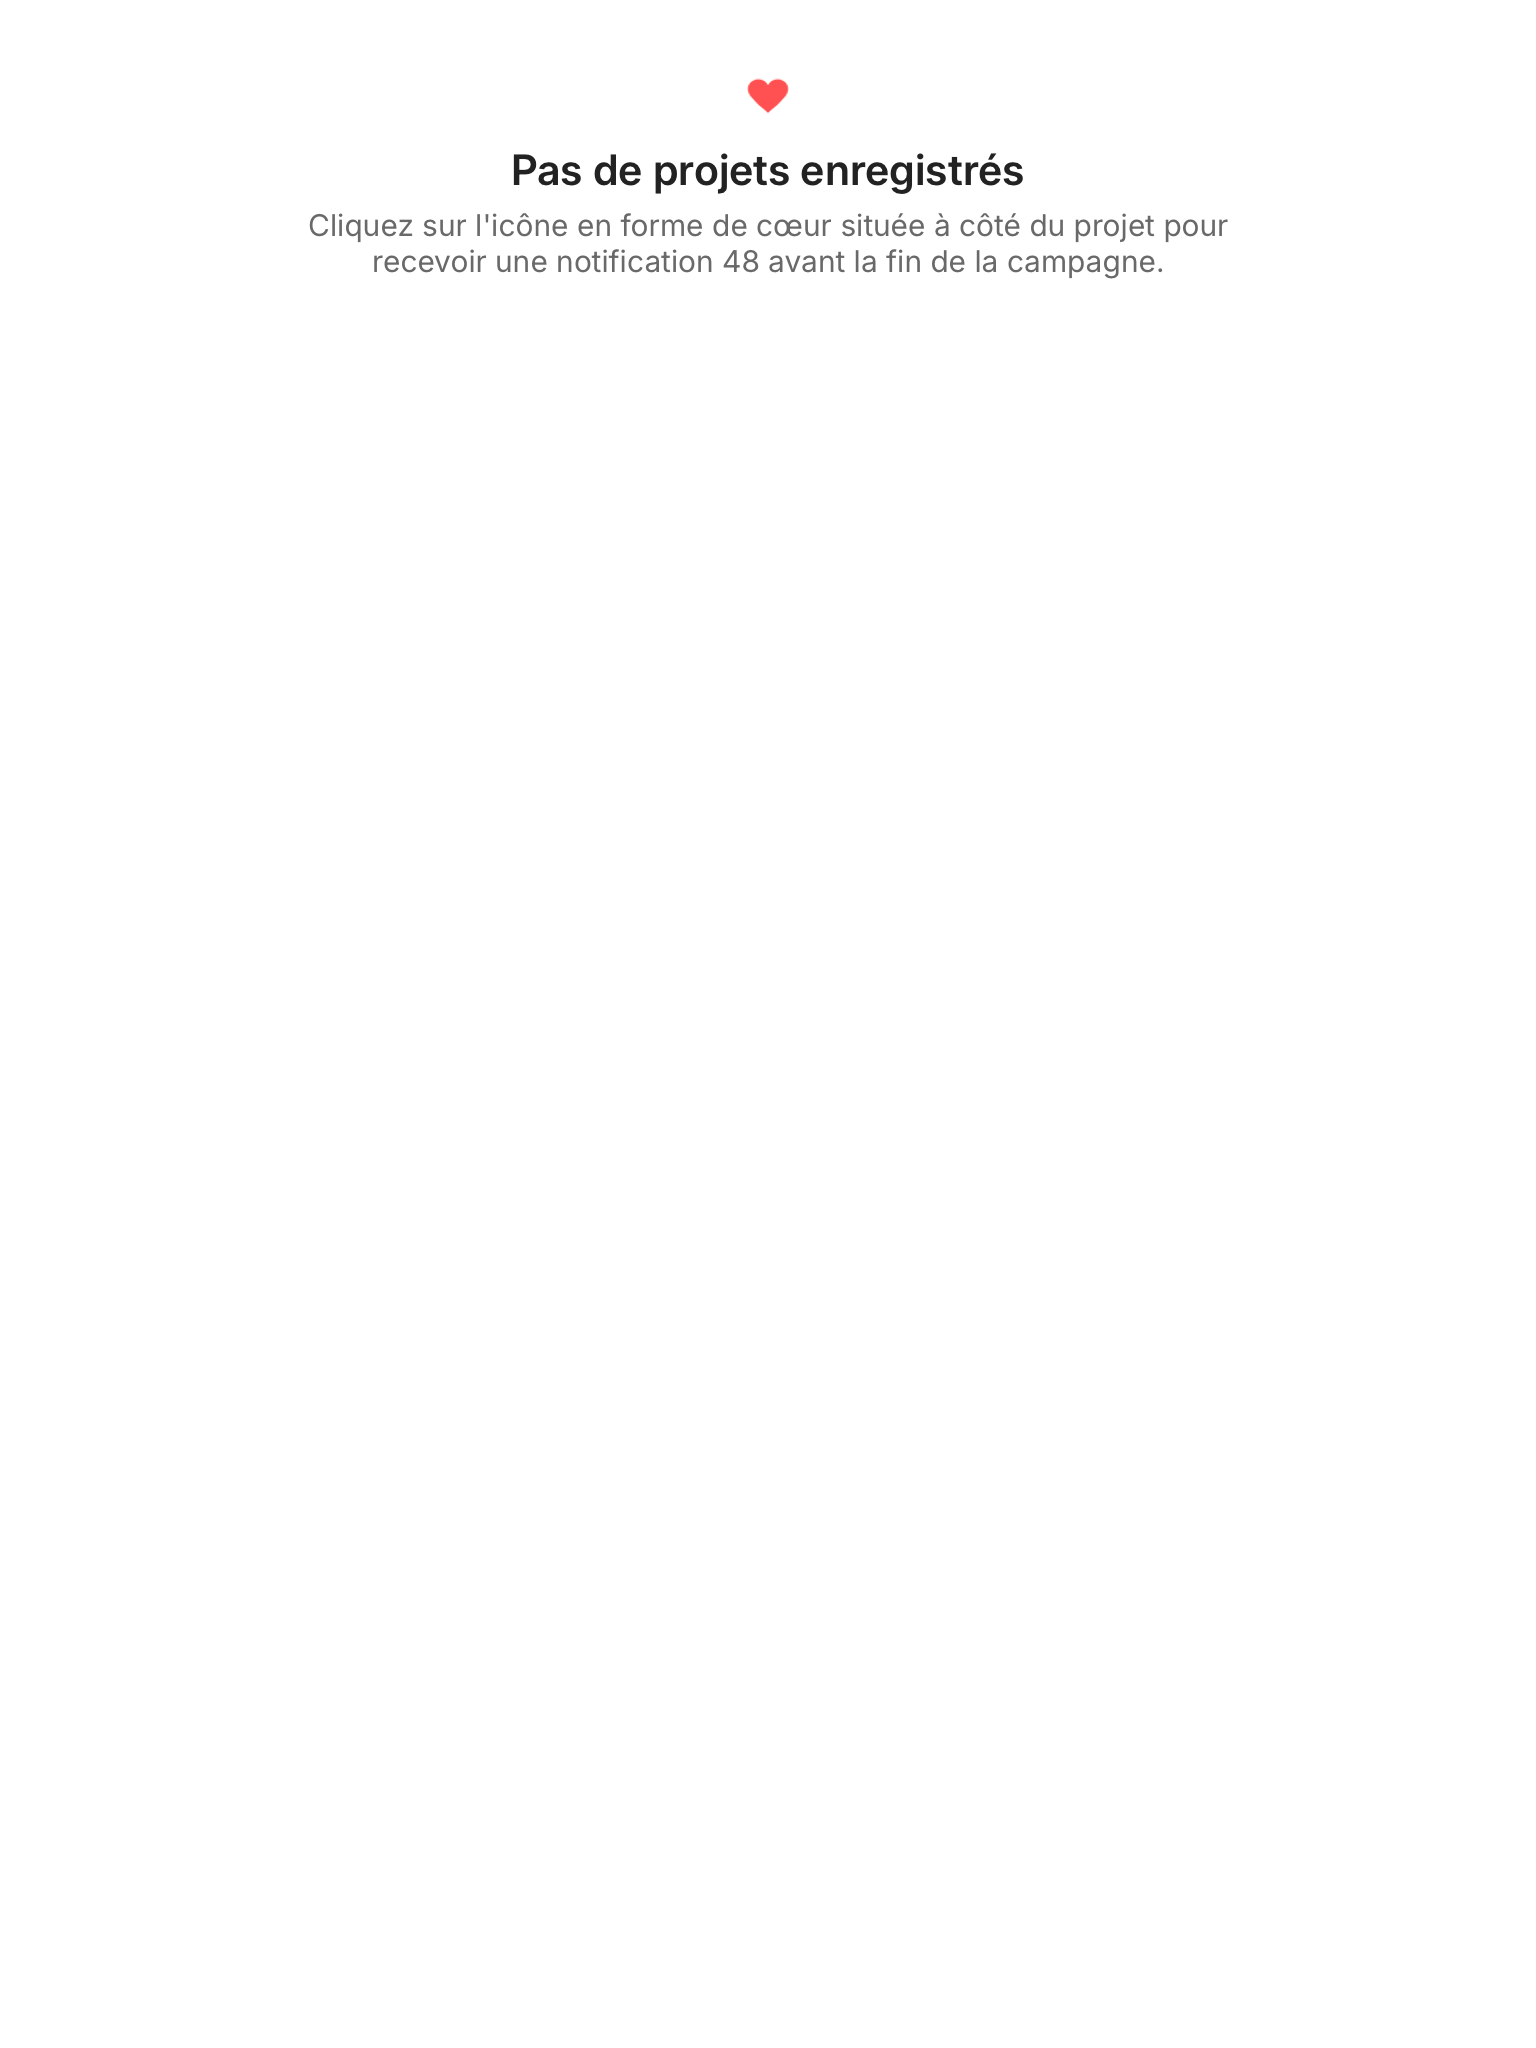 Pas de projets enregistrés
Cliquez sur l'icône en forme de cœur située à côté du projet pour
recevoir une notification 48 avant la fin de la campagne.